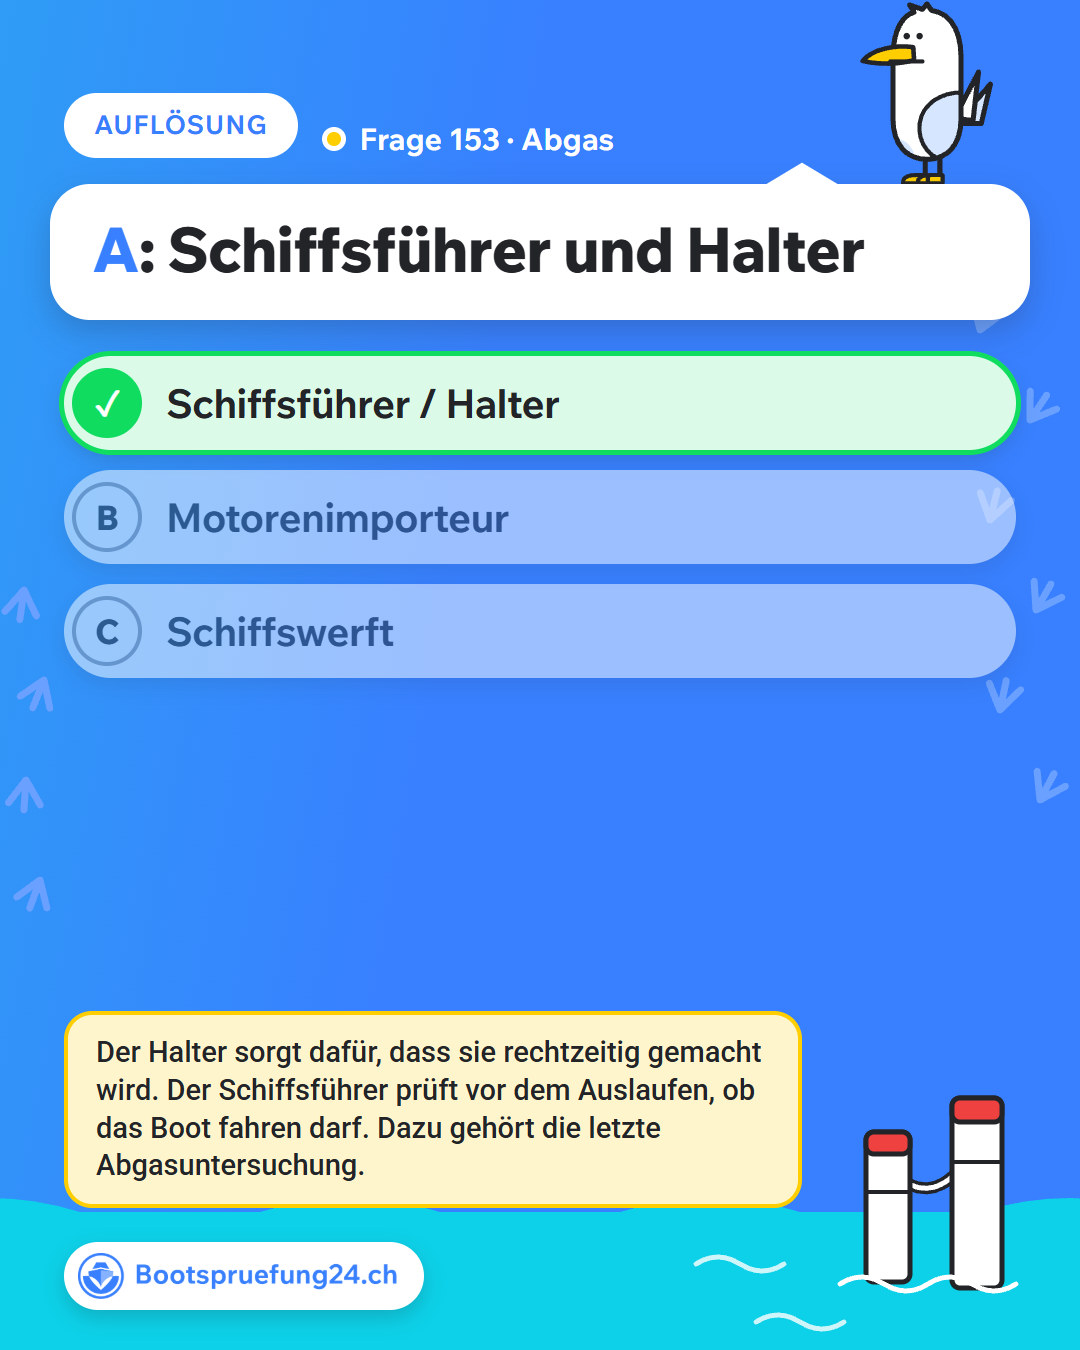 AUFLÖSUNG
Frage 153 · Abgas
A: Schiffsführer und Halter
✓ Schiffsführer / Halter
B Motorenimporteur
C Schiffswerft
Der Halter sorgt dafür, dass sie rechtzeitig gemacht
wird. Der Schiffsführer prüft vor dem Auslaufen, ob
das Boot fahren darf. Dazu gehört die letzte
Abgasuntersuchung.
Bootspruefung24.ch